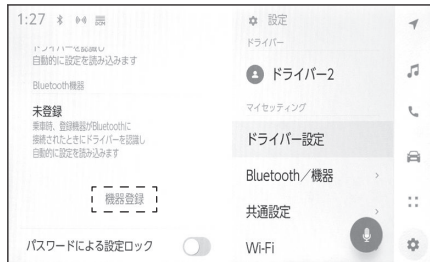 1:27
ドライバーを認識し
自動的に設定を読み込みます
Bluetooth機器
未登録
乗車時、登録機器がBluetoothに
接続されたときにドライバーを認識し
自動的に設定を読み込みます
機器登録
パスワードによる設定ロック
設定
ドライバー
ドライバー2
マイセッティング
ドライバー設定
Bluetooth／機器
共通設定
Wi-Fi